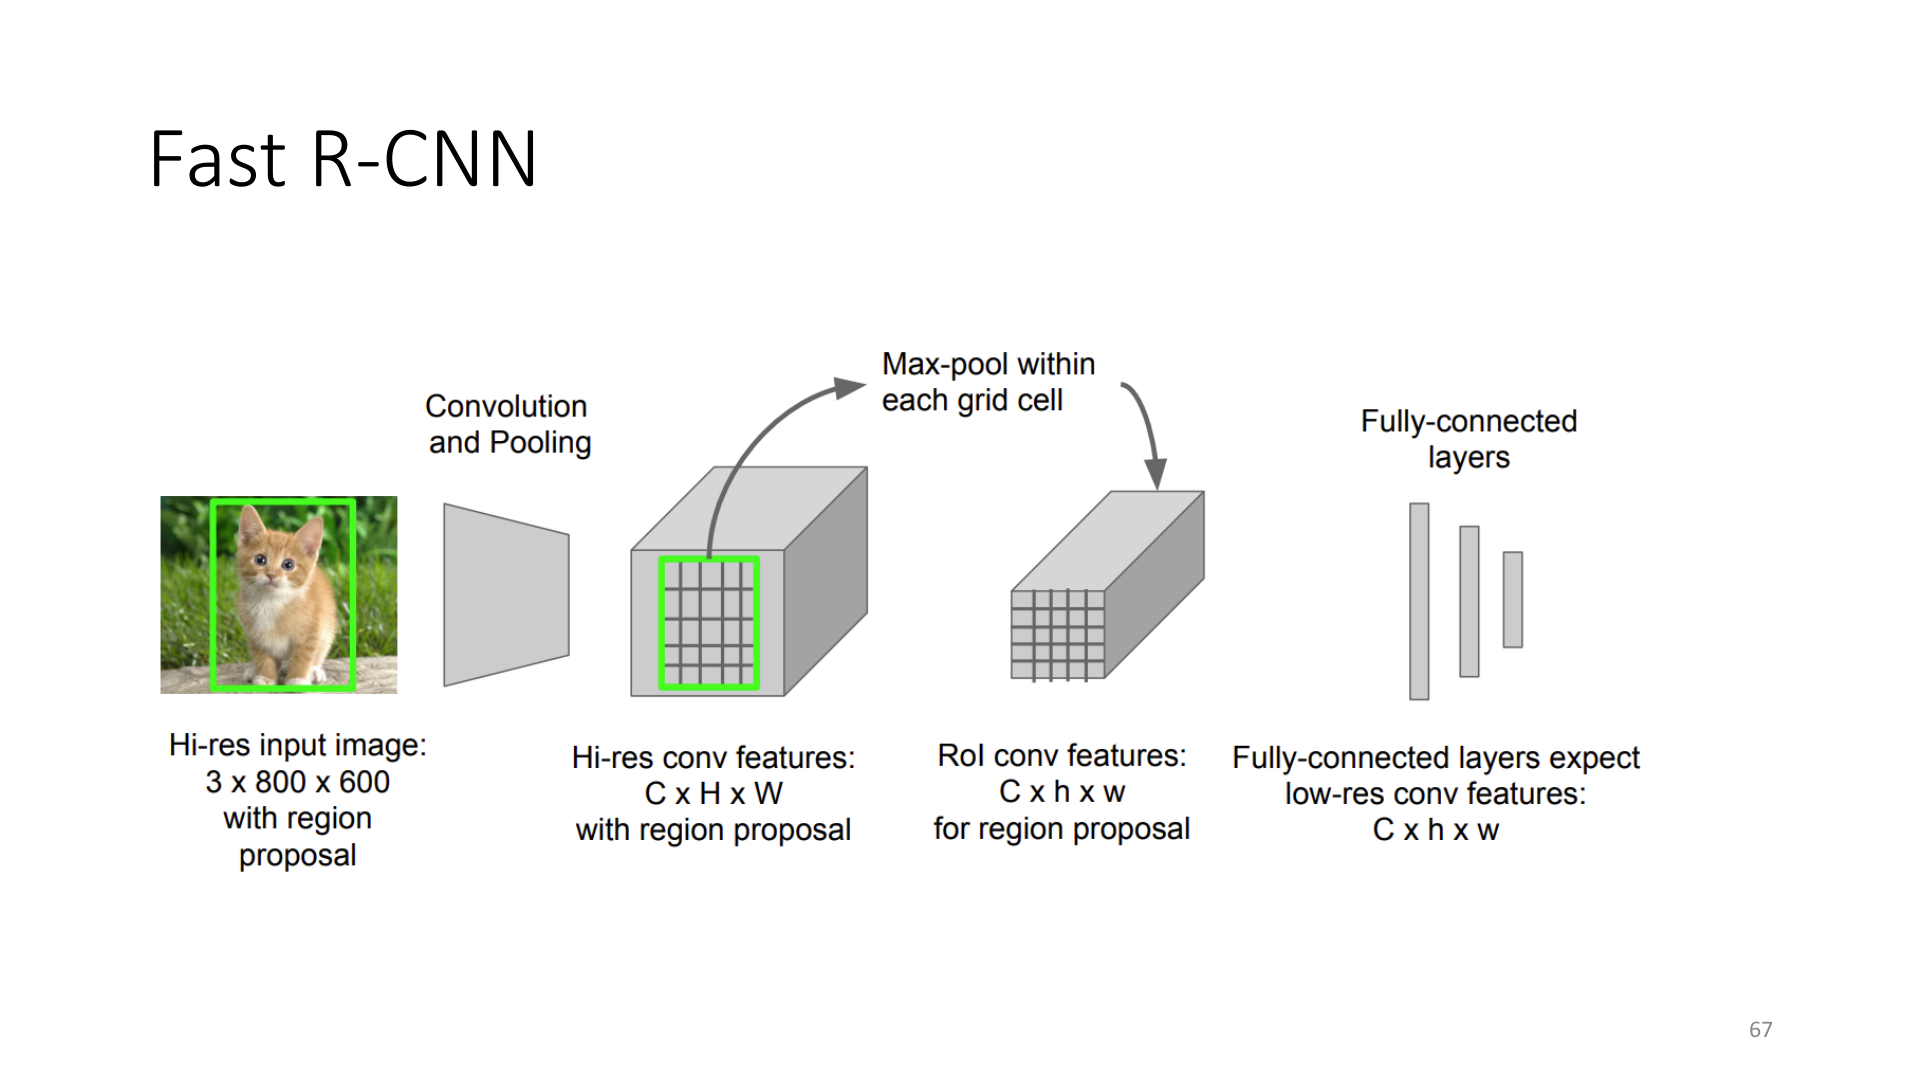 Fast R-CNN
Max-pool within
each grid cell
Convolution
and Pooling
Fully-connected
layers
Hi-res input image:
3 x 800 x 600
with region
proposal
Hi-res conv features:
C x H x W
with region proposal
RoI conv features:
C x h x w
for region proposal
Fully-connected layers expect
low-res conv features:
C x h x w
67